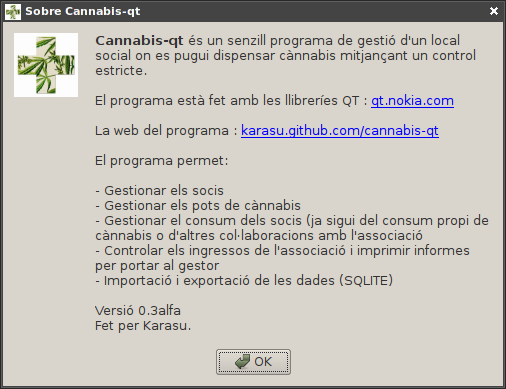 Sobre Cannabis-qt
Cannabis-qt és un senzill programa de gestió d'un local
social on es pugui dispensar cànnabis mitjançant un control
estricte.
El programa està fet amb les llibreríes QT : qt.nokia.com
La web del programa : karasu.github.com/cannabis-qt
El programa permet:
- Gestionar els socis
- Gestionar els pots de cànnabis
- Gestionar el consum dels socis (ja sigui del consum propi de
cànnabis o d'altres col·laboracions amb l'associació
- Controlar els ingressos de l'associació i imprimir informes
per portar al gestor
- Importació i exportació de les dades (SQLITE)
Versió 0.3alfa
Fet per Karasu.
OK